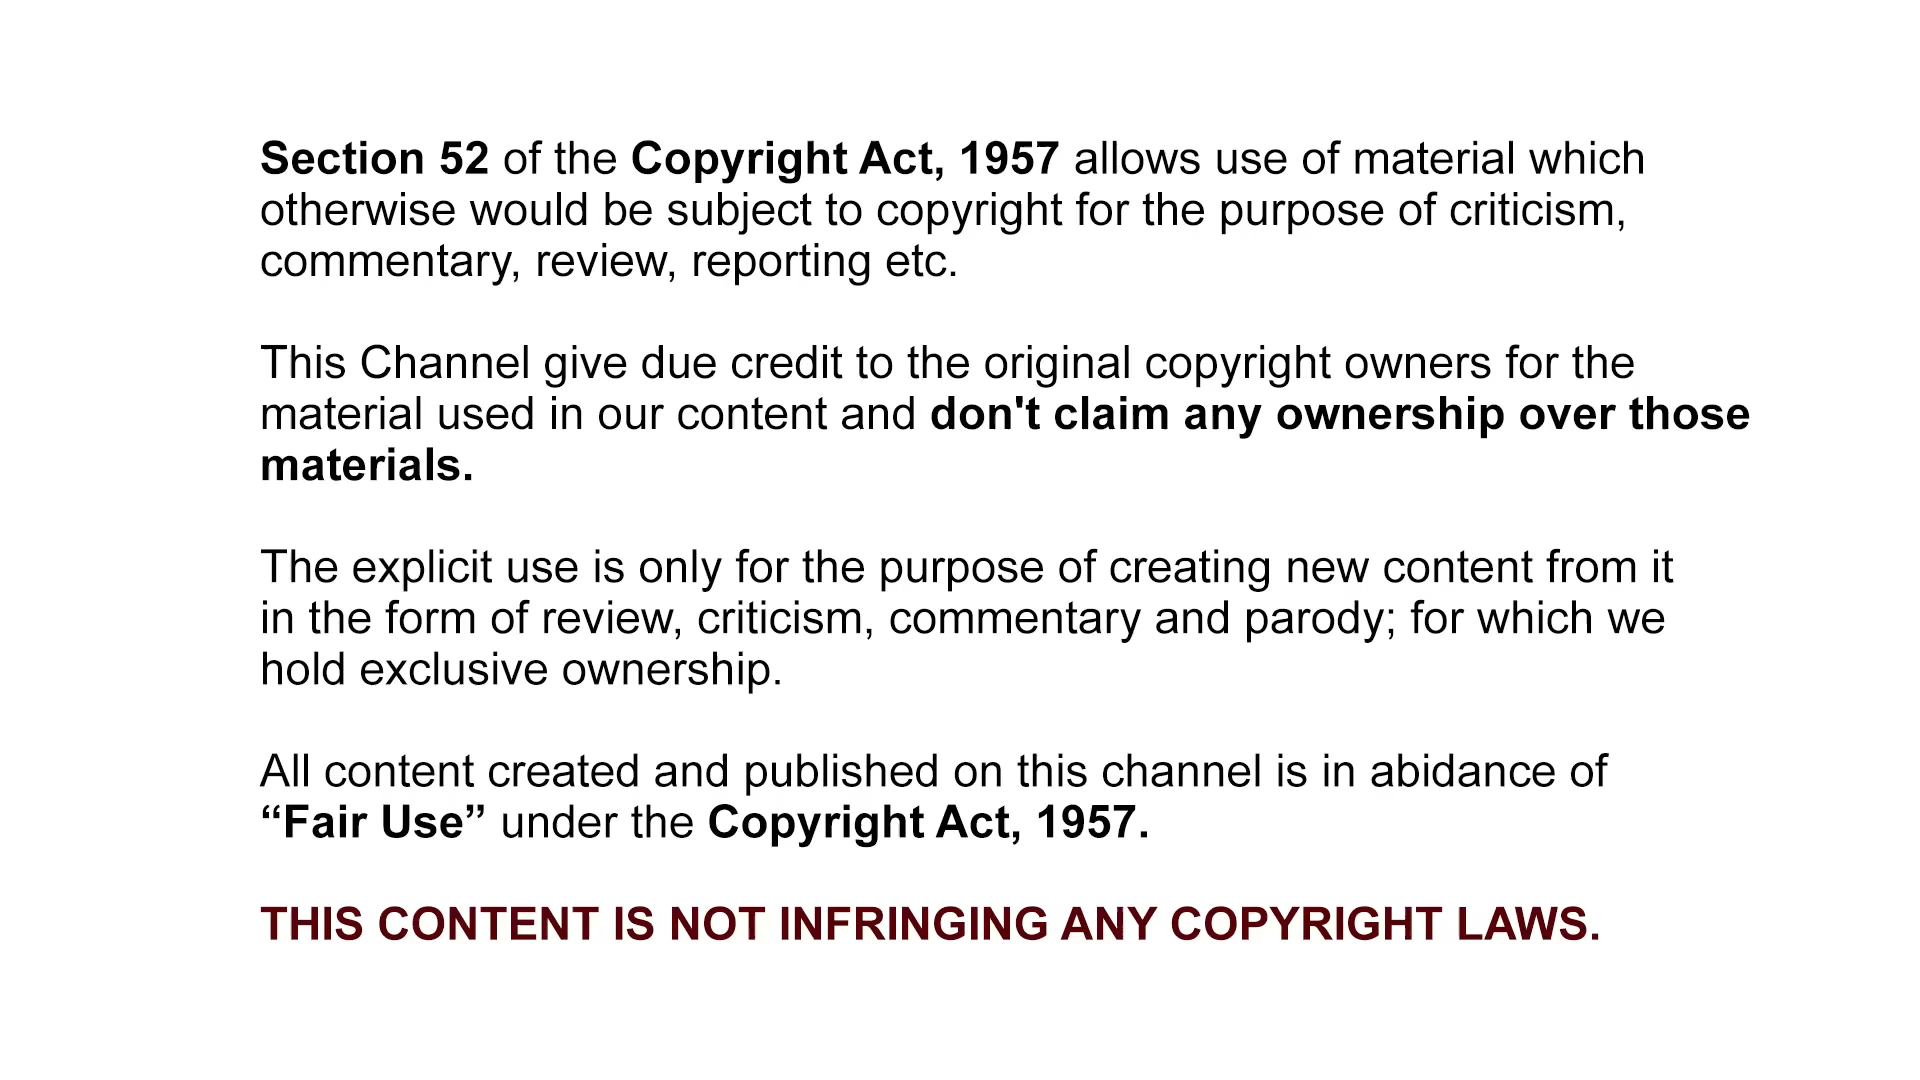 Section 52 of the Copyright Act, 1957 allows use of material which
otherwise would be subject to copyright for the purpose of criticism,
commentary, review, reporting etc.
This Channel give due credit to the original copyright owners for the
material used in our content and don't claim any ownership over those
materials.
The explicit use is only for the purpose of creating new content from it
in the form of review, criticism, commentary and parody; for which we
hold exclusive ownership.
All content created and published on this channel is in abidance of
“Fair Use” under the Copyright Act, 1957.
THIS CONTENT IS NOT INFRINGING ANY COPYRIGHT LAWS.